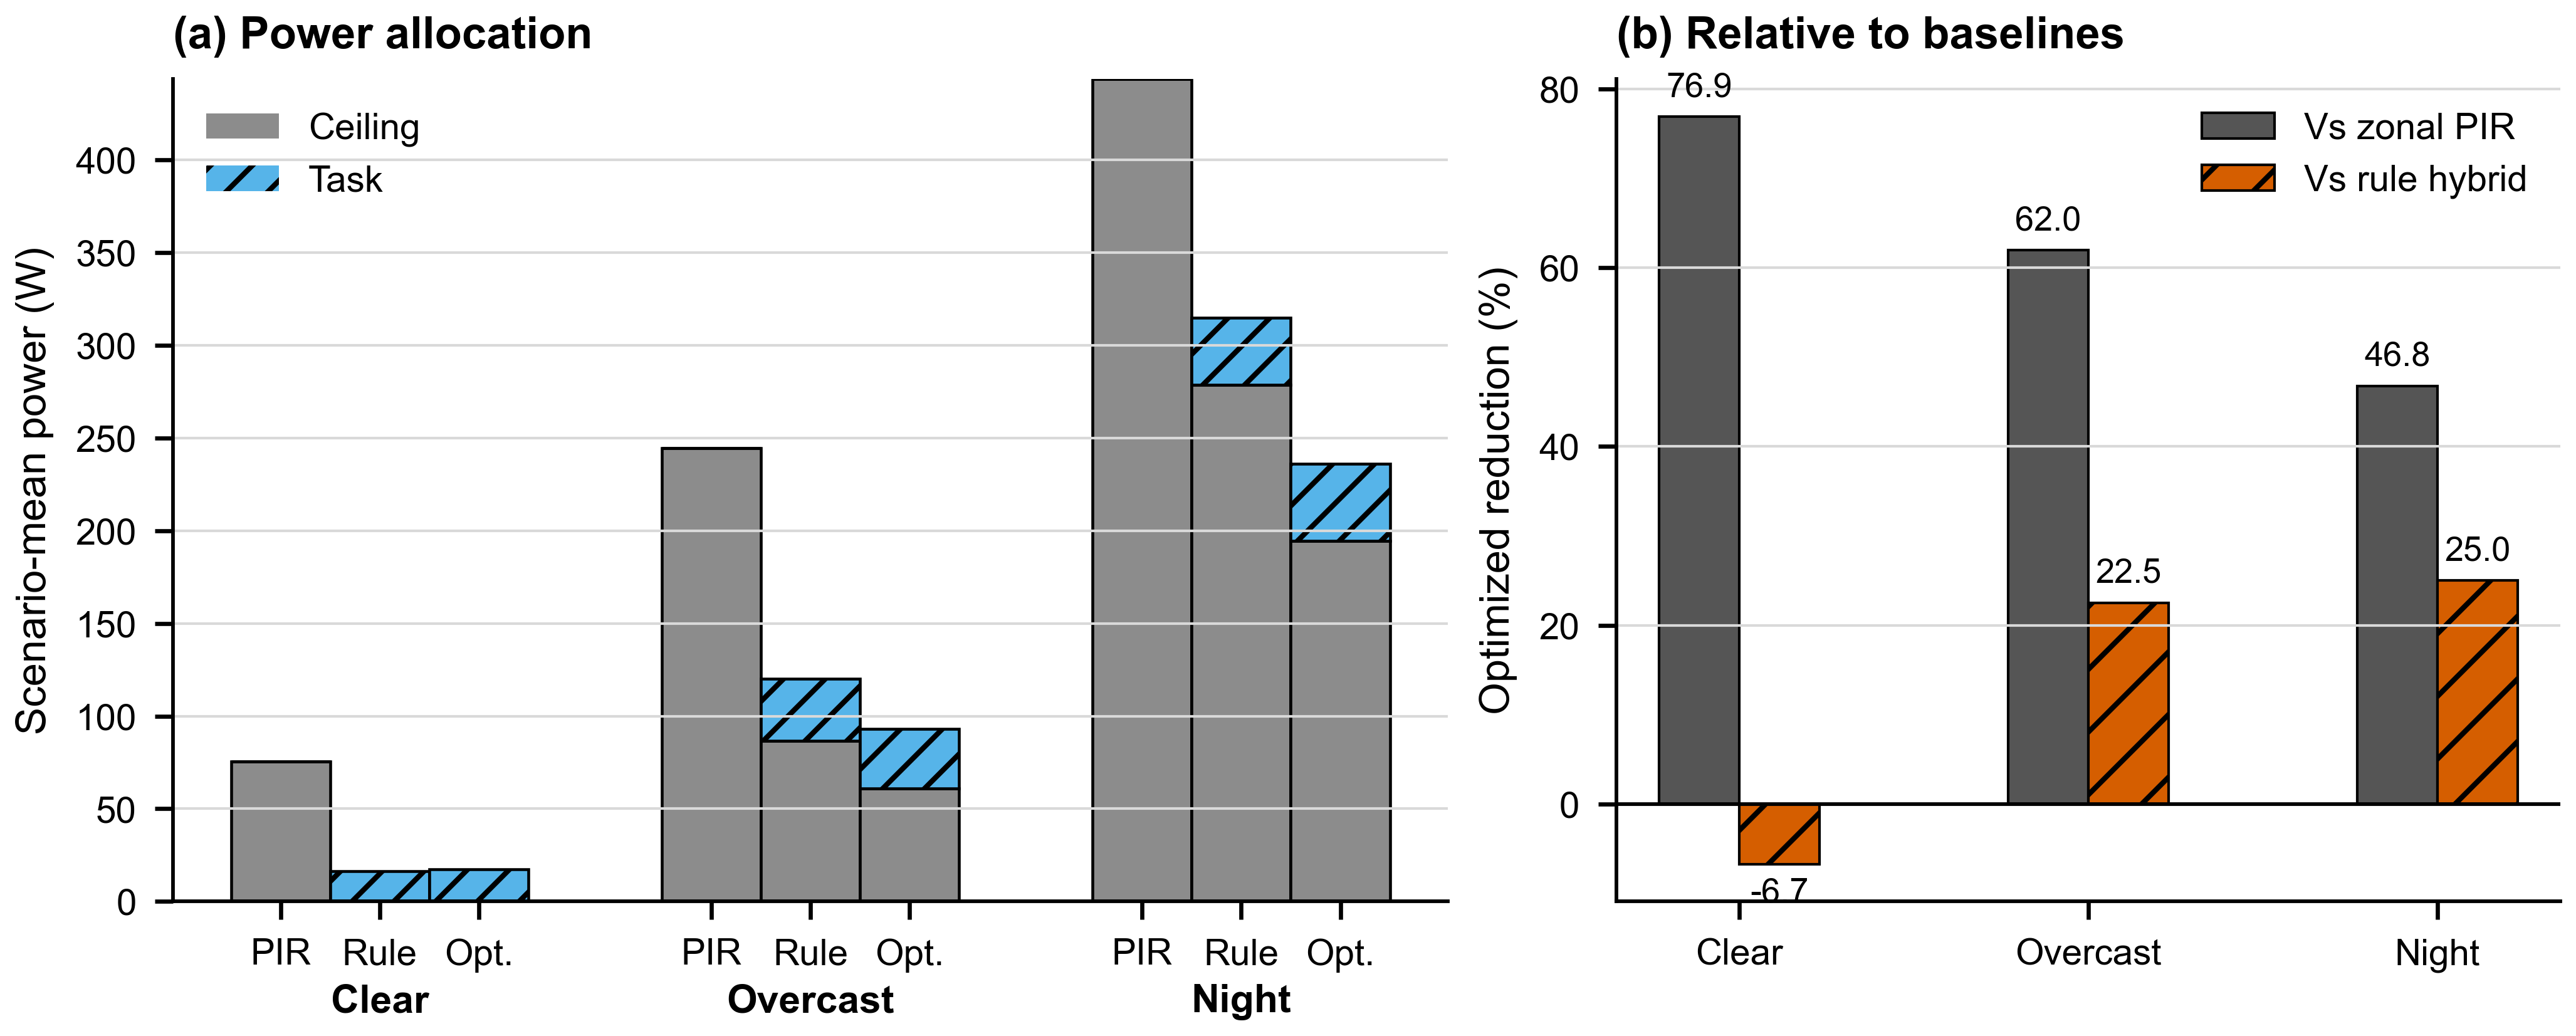 (a) Power allocation
Ceiling
Task
Scenario-mean power (W)
400
350
300
250
200
150
100
50
0
PIR Rule Opt. PIR Rule Opt. PIR Rule Opt.
Clear Overcast Night
(b) Relative to baselines
Vs zonal PIR
Vs rule hybrid
Optimized reduction (%)
80
60
40
20
0
76.9
62.0
46.8
22.5
25.0
-6.7
Clear Overcast Night